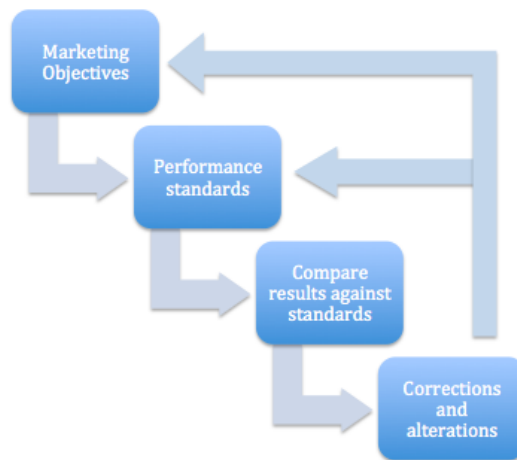 Marketing
Objectives
Performance
standards
Compare
results against
standards
Corrections
and
alterations